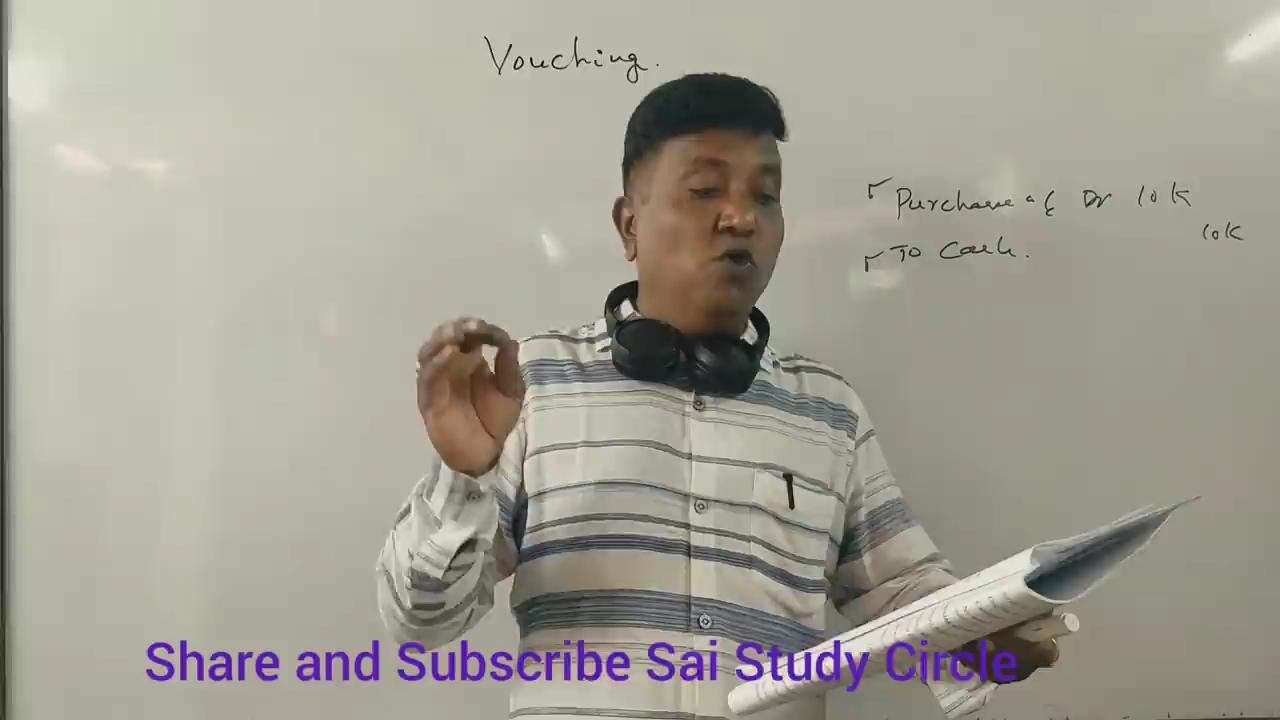 Vouching.
Purchase a/c Dr 10K
10K
To Cash.
Share and Subscribe Sai Study Circle